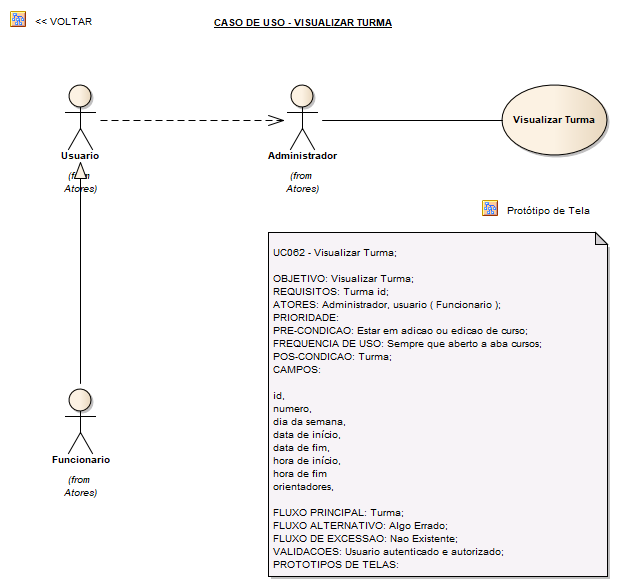 << VOLTAR
CASO DE USO - VISUALIZAR TURMA
Usuario
(from
Atores)
Administrador
(from
Atores)
Visualizar Turma
Protótipo de Tela
UC062 - Visualizar Turma;
OBJETIVO: Visualizar Turma;
REQUISITOS: Turma id;
ATORES: Administrador, usuario ( Funcionario );
PRIORIDADE:
PRE-CONDICAO: Estar em adicao ou edicao de curso;
FREQUENCIA DE USO: Sempre que aberto a aba cursos;
POS-CONDICAO: Turma;
CAMPOS:
id,
numero,
dia da semana,
data de início,
data de fim,
hora de início,
hora de fim
orientadores,
FLUXO PRINCIPAL: Turma;
FLUXO ALTERNATIVO: Algo Errado;
FLUXO DE EXCESSAO: Nao Existente;
VALIDACOES: Usuario autenticado e autorizado;
PROTOTIPOS DE TELAS:
Funcionario
(from
Atores)